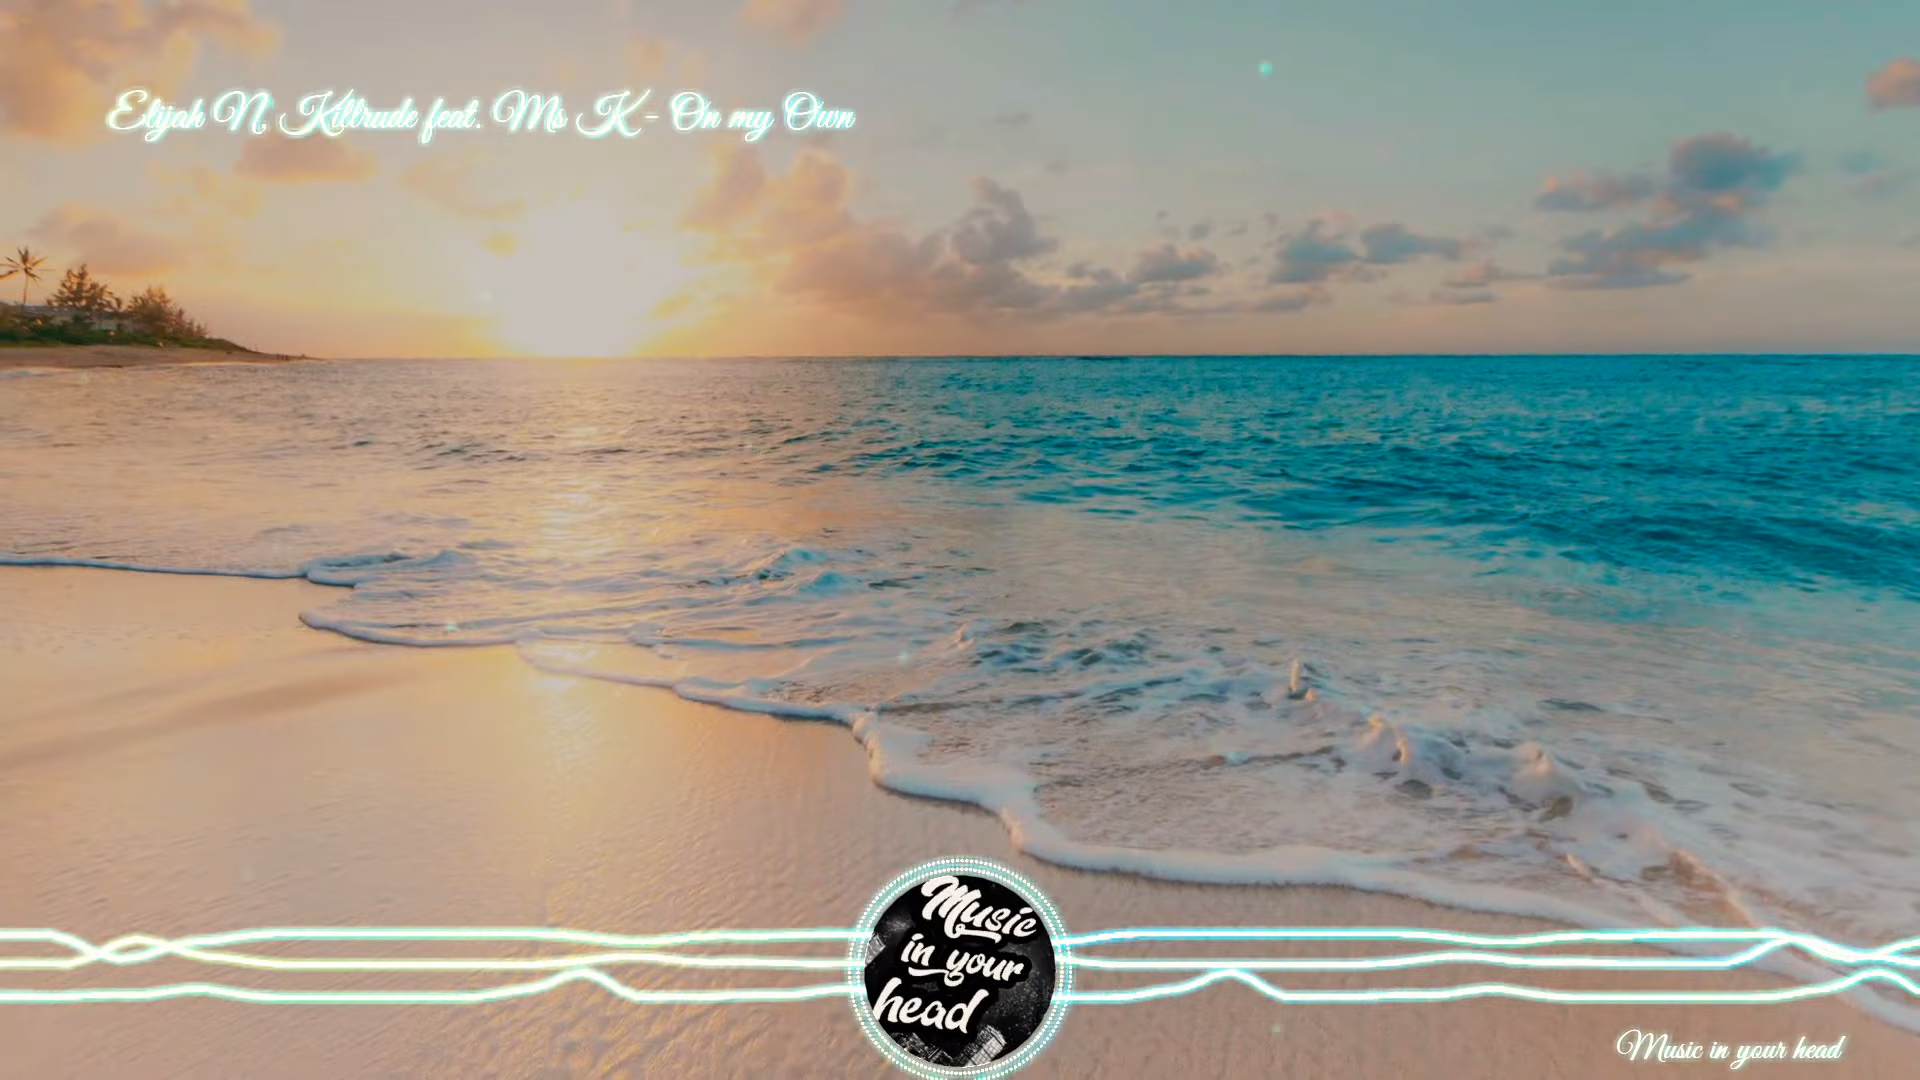 Elijah N, Killrude feat. Ms K - On my Own
Music
in your
head
Music in your head